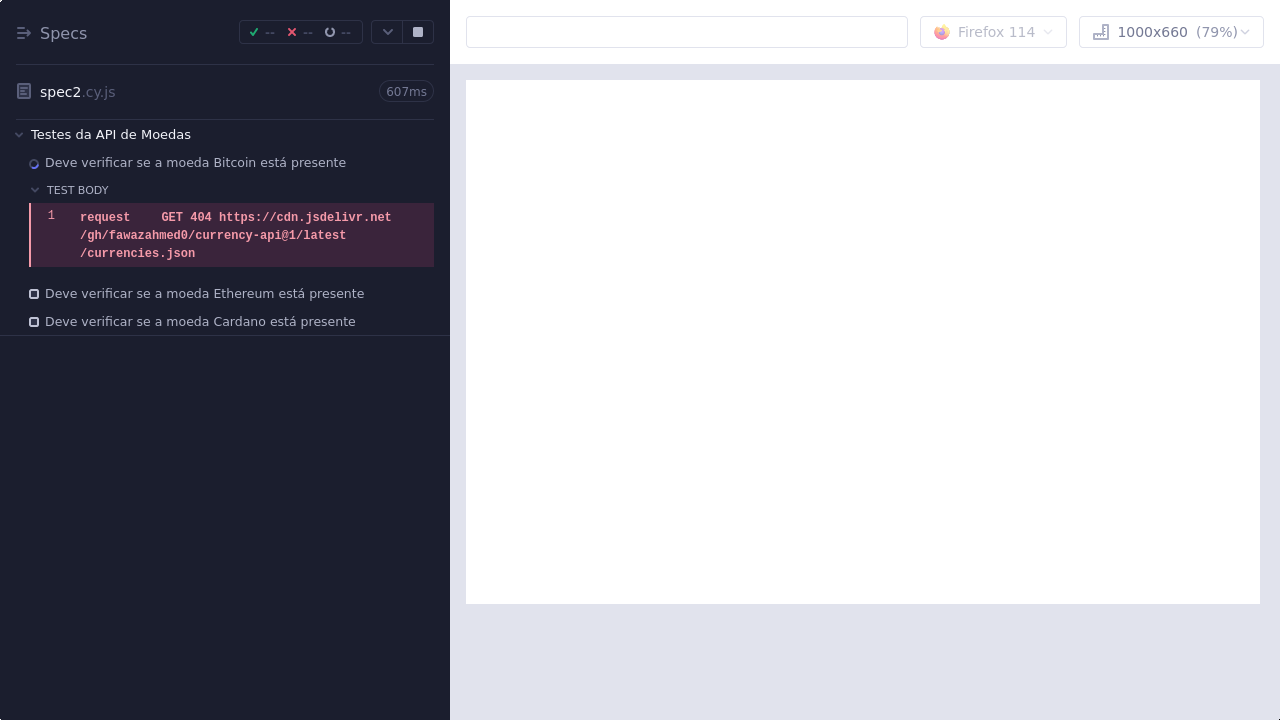 Specs
--
--
--
Firefox 114
1000x660 (79%)
spec2.cy.js
607ms
Testes da API de Moedas
Deve verificar se a moeda Bitcoin está presente
TEST BODY
1 request GET 404 https://cdn.jsdelivr.net
/gh/fawazahmed0/currency-api@1/latest
/currencies.json
Deve verificar se a moeda Ethereum está presente
Deve verificar se a moeda Cardano está presente